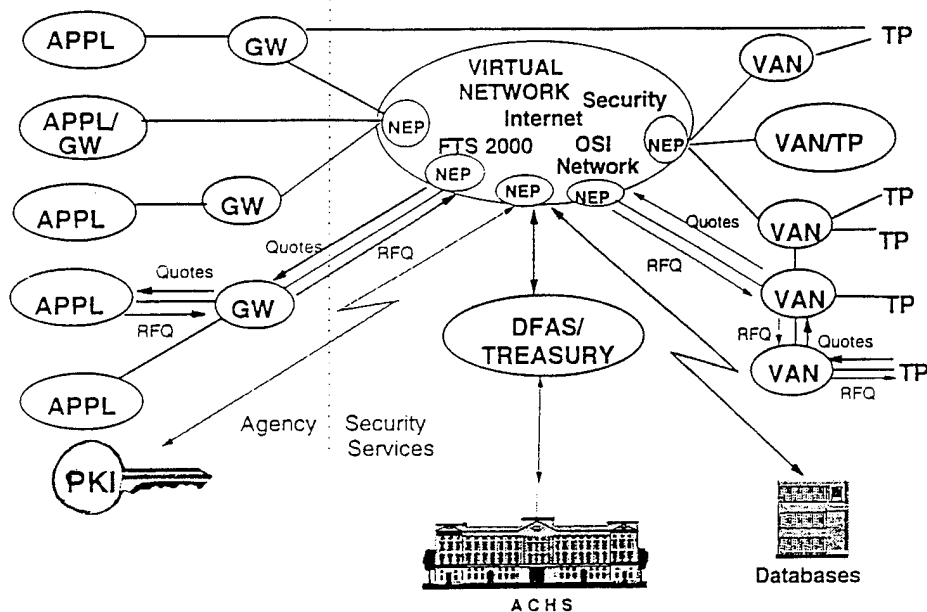 APPL
GW
TP
VAN
VIRTUAL
NETWORK
Internet
Security
APPL/
GW
NEP
NEP
VAN/TP
FTS 2000
OSI
Network
NEP
NEP
NEP
APPL
GW
VAN
TP
TP
Quotes
RFQ
Quotes
RFQ
Quotes
APPL
RFQ
GW
VAN
TP
DFAS/
TREASURY
RFQ
Quotes
VAN
TP
RFQ
APPL
Agency
Security
Services
PKI
Databases
ACHS